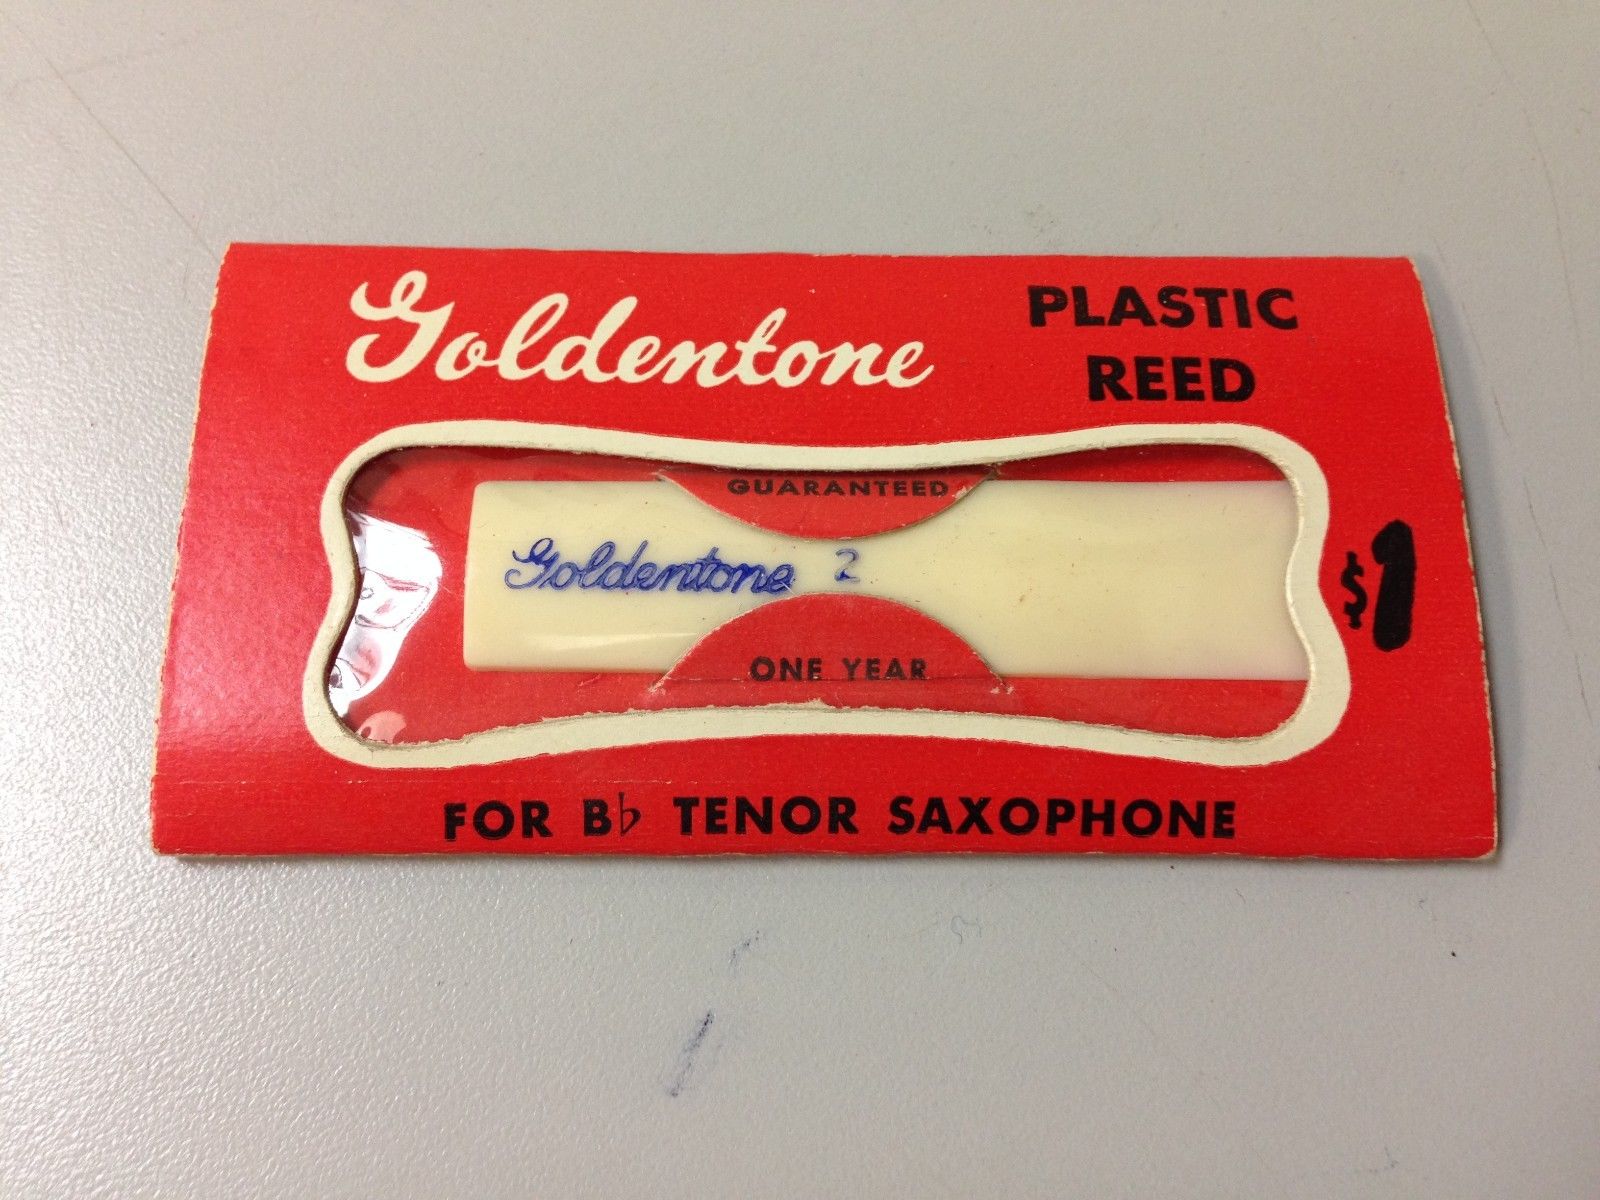 Goldentone
PLASTIC
REED
GUARANTEED
Goldentone 2
ONE YEAR
$1
FOR B♭ TENOR SAXOPHONE